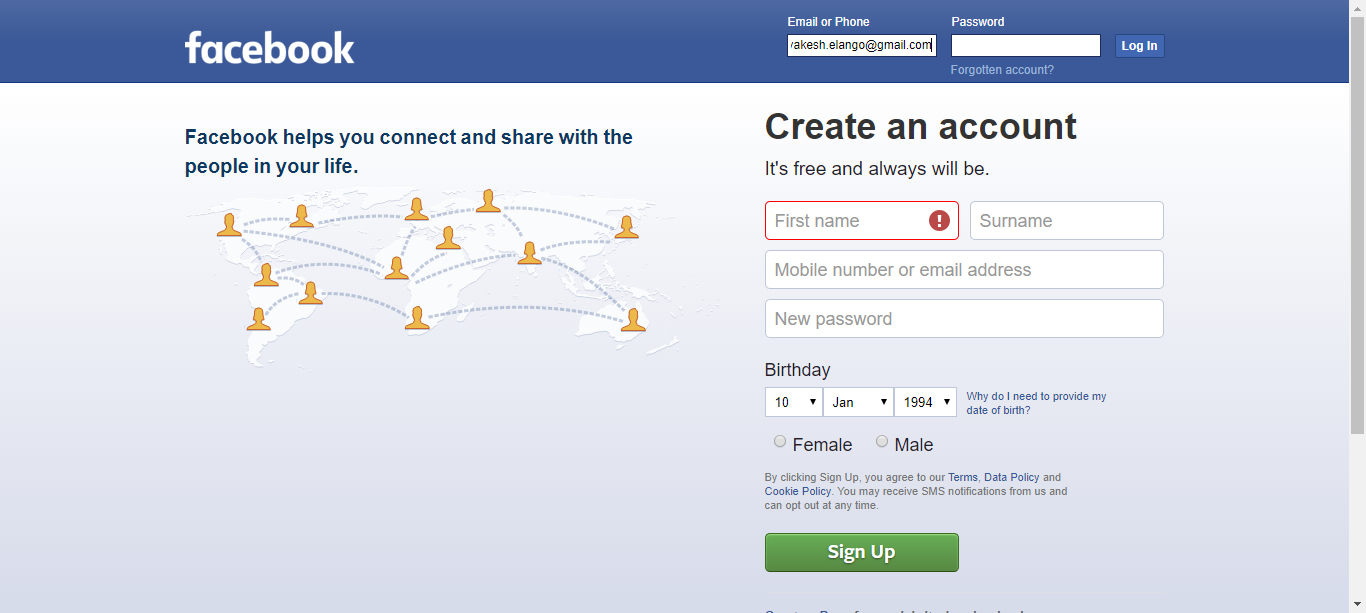 Email or Phone
Password
facebook
akesh.elango@gmail.com
Log In
Forgotten account?
Facebook helps you connect and share with the
people in your life.
Create an account
It's free and always will be.
First name
Surname
Mobile number or email address
New password
Birthday
10 Jan 1994
Why do I need to provide my
date of birth?
Female Male
By clicking Sign Up, you agree to our Terms, Data Policy and
Cookie Policy. You may receive SMS notifications from us and
can opt out at any time.
Sign Up